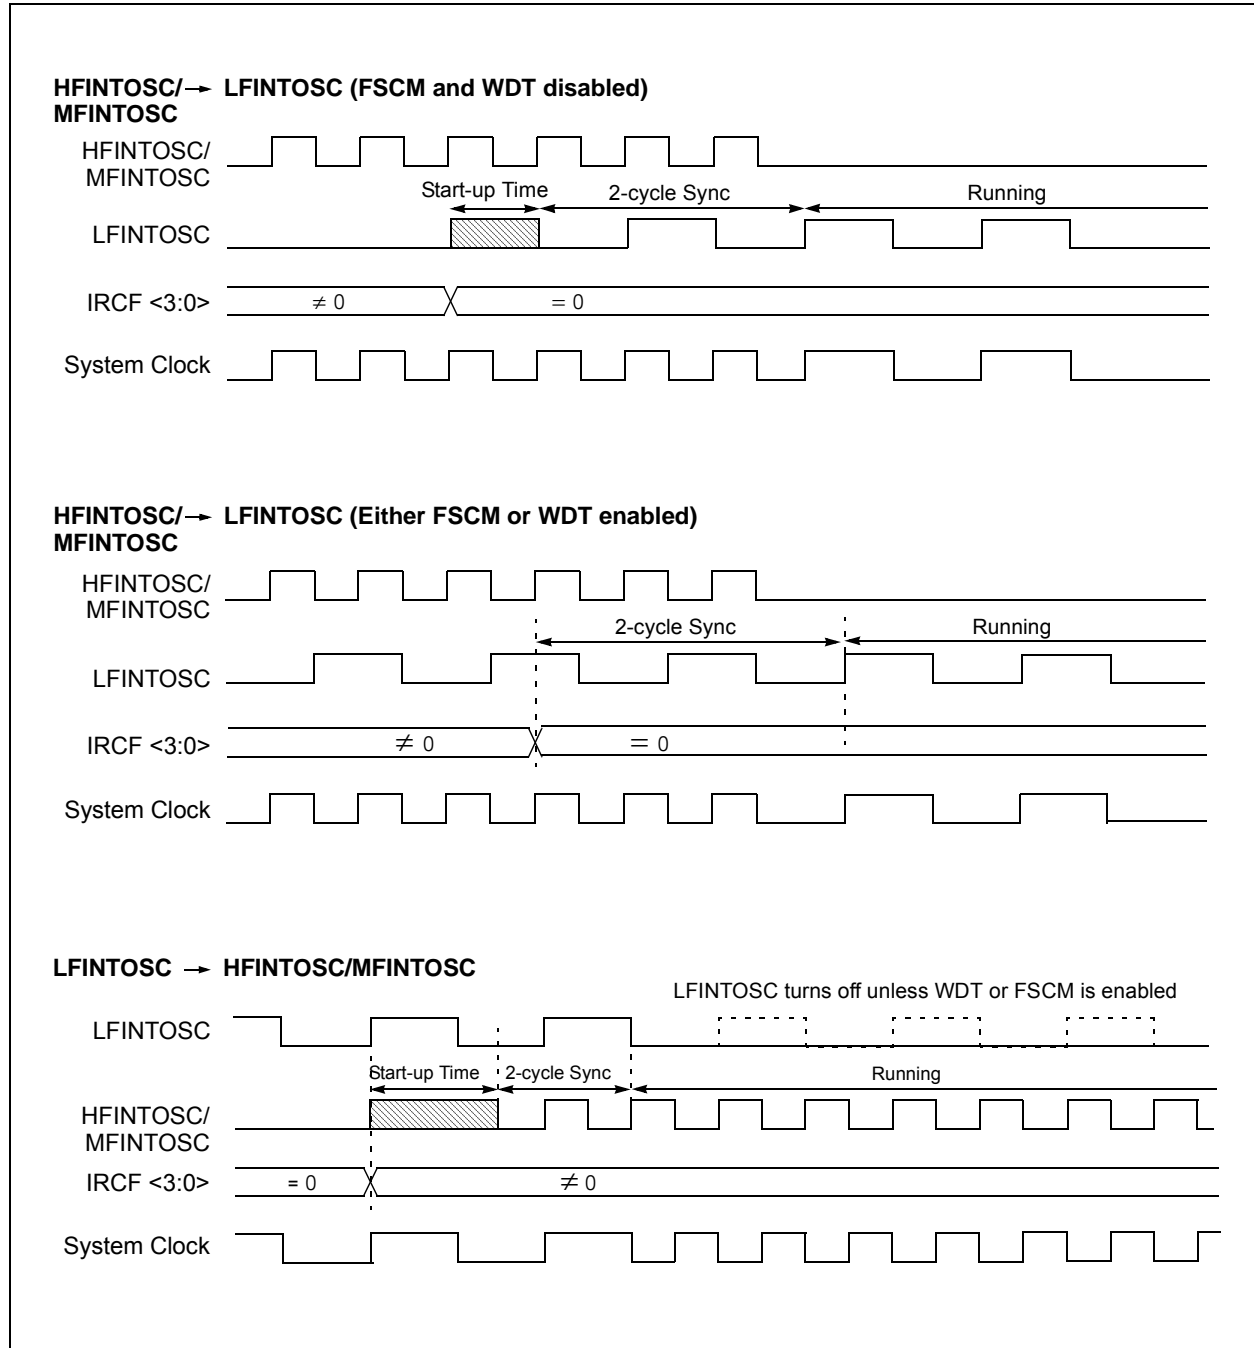 HFINTOSC/→ LFINTOSC (FSCM and WDT disabled)
MFINTOSC
HFINTOSC/
MFINTOSC
Start-up Time 2-cycle Sync Running
LFINTOSC
IRCF <3:0> ≠ 0 = 0
System Clock
HFINTOSC/→ LFINTOSC (Either FSCM or WDT enabled)
MFINTOSC
HFINTOSC/
MFINTOSC
2-cycle Sync Running
LFINTOSC
IRCF <3:0> ≠ 0 = 0
System Clock
LFINTOSC → HFINTOSC/MFINTOSC
LFINTOSC turns off unless WDT or FSCM is enabled
LFINTOSC
Start-up Time 2-cycle Sync Running
HFINTOSC/
MFINTOSC
IRCF <3:0> = 0 ≠ 0
System Clock